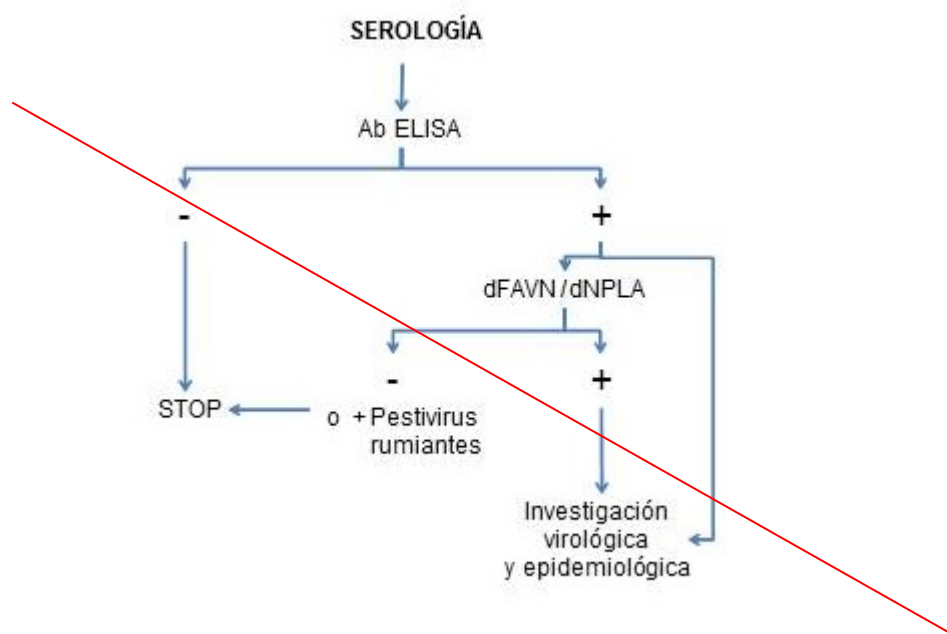 SEROLOGÍA
Ab ELISA
-
+
dFAVN/dNPLA
-
+
STOP
o + Pestivirus
rumiantes
Investigación
virológica
y epidemiológica